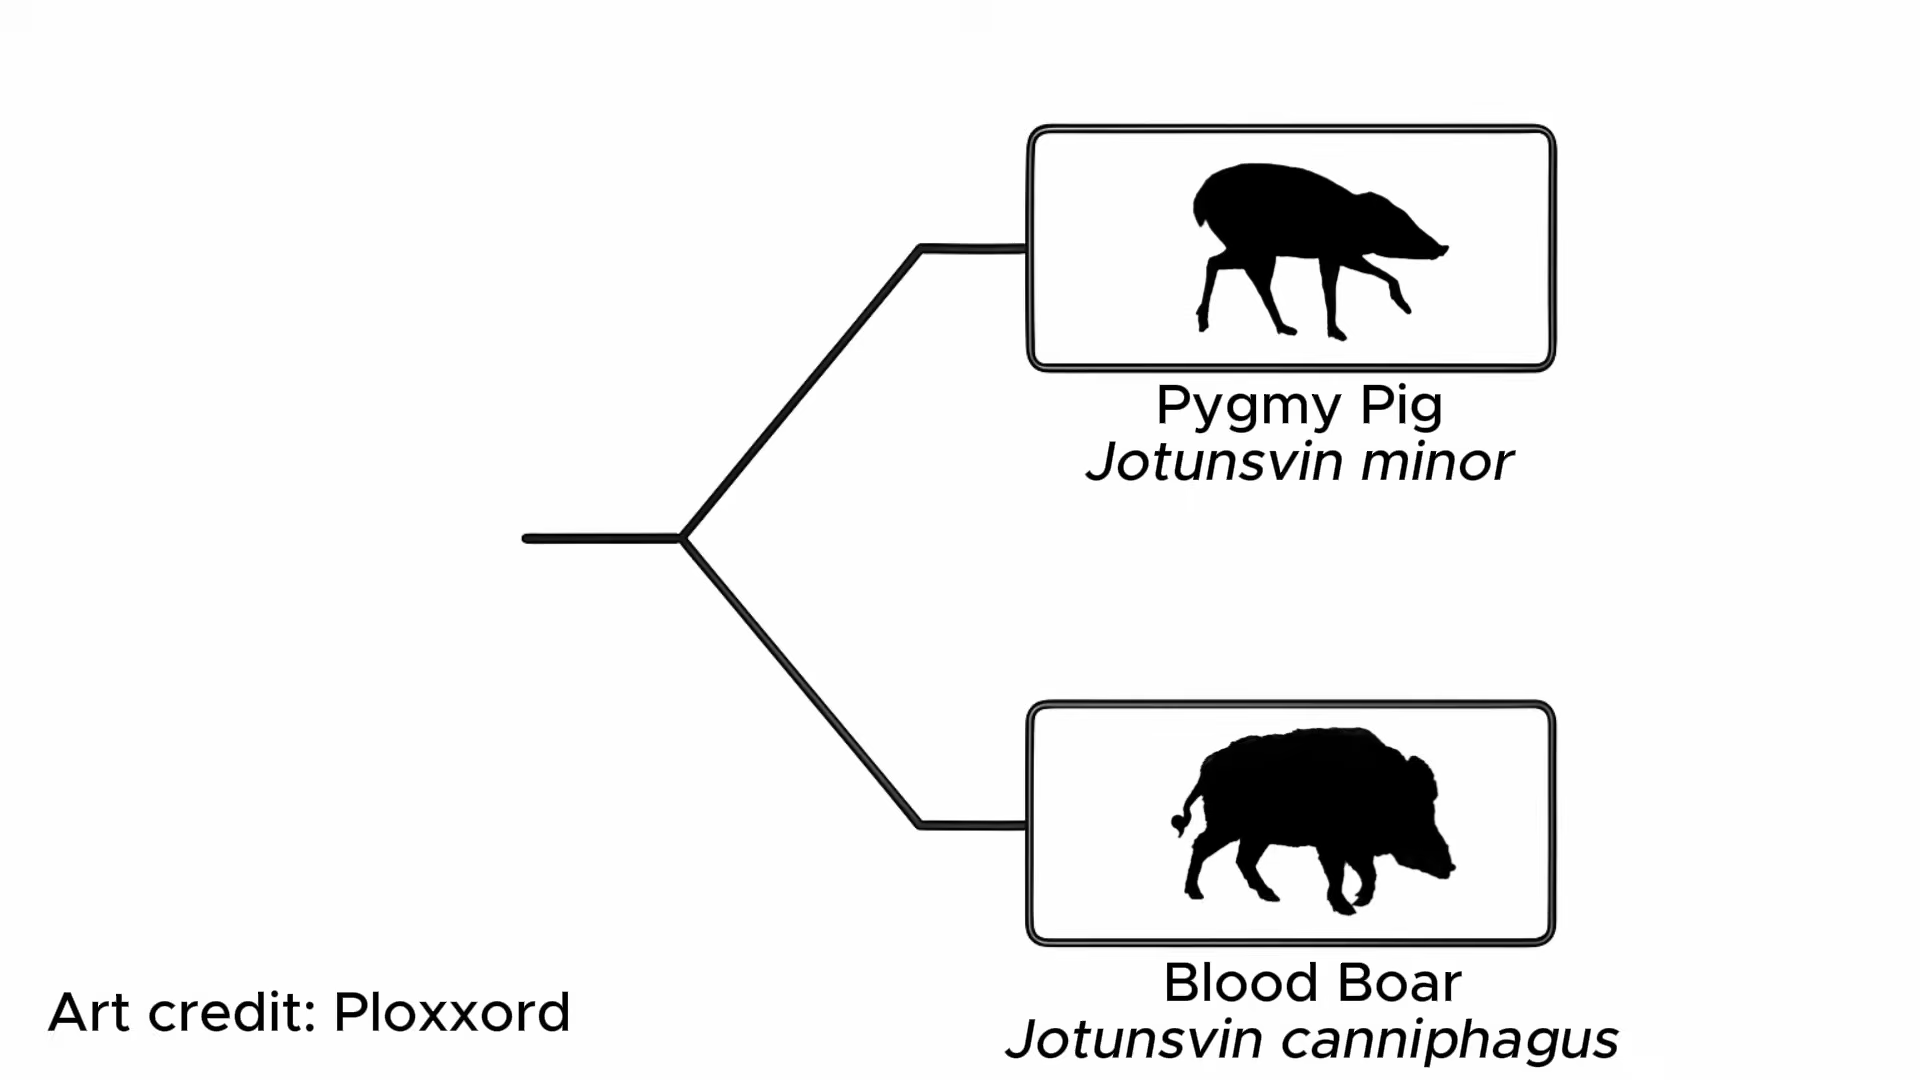 Pygmy Pig
Jotunsvin minor
Blood Boar
Jotunsvin canniphagus
Art credit: Ploxxord